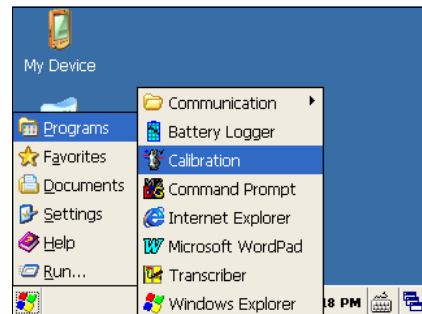 My Device
Programs
Favorites
Documents
Settings
Help
Run...
Communication
Battery Logger
Calibration
Command Prompt
Internet Explorer
Microsoft WordPad
Transcriber
Windows Explorer
PM